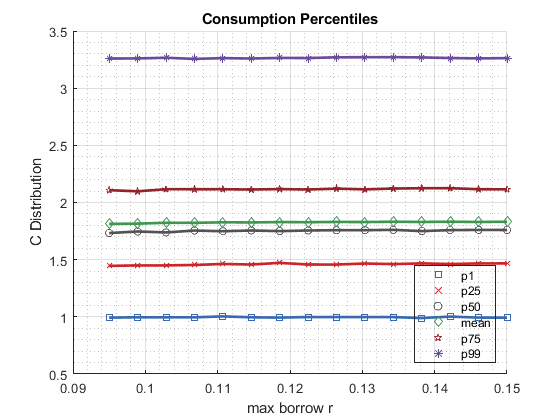 Consumption Percentiles
3.5
3
2.5
2
1.5
1
0.5
C Distribution
0.09
0.1
0.11
0.12
0.13
0.14
0.15
max borrow r
p1
p25
p50
mean
p75
p99